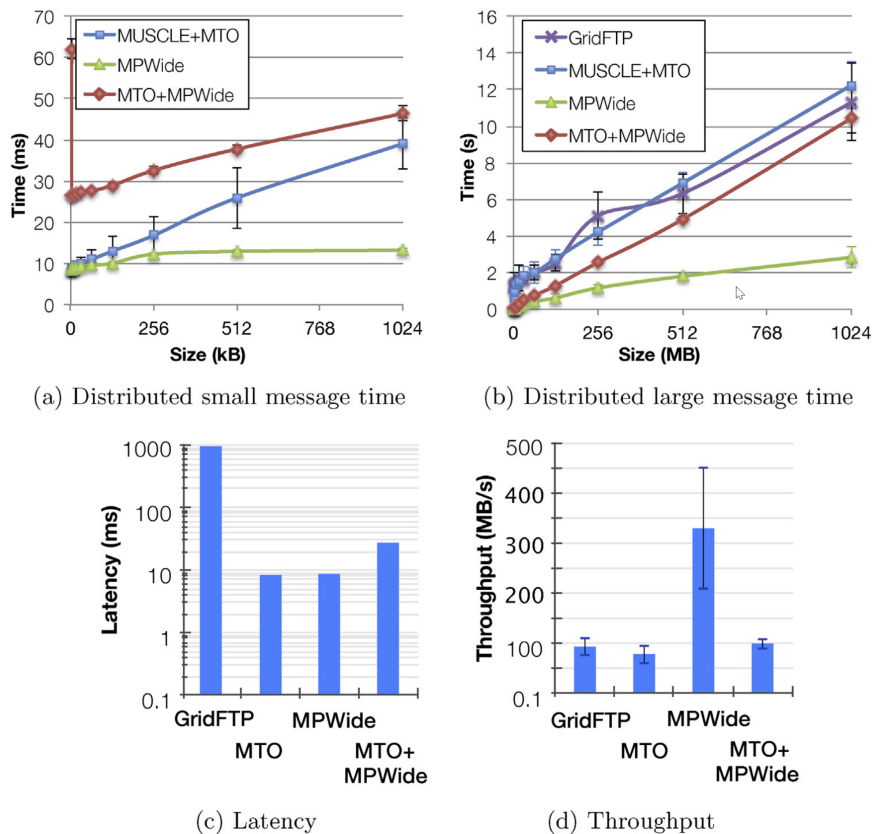 70
60
50
40
30
20
10
0
Time (ms)
MUSCLE+MTO
MPWide
MTO+MPWide
0 256 512 768 1024
Size (kB)
(a) Distributed small message time
16
14
12
10
8
6
4
2
0
Time (s)
GridFTP
MUSCLE+MTO
MPWide
MTO+MPWide
0 256 512 768 1024
Size (MB)
(b) Distributed large message time
1000
100
10
1
0.1
Latency (ms)
GridFTP MPWide
MTO MTO+
MPWide
(c) Latency
500
400
300
200
100
0.1
Throughput (MB/s)
GridFTP MPWide
MTO MTO+
MPWide
(d) Throughput